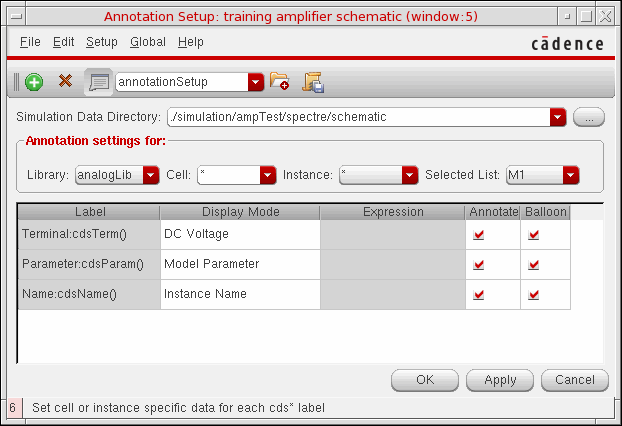 Annotation Setup: training amplifier schematic (window:5)
File Edit Setup Global Help
cādence
annotationSetup
Simulation Data Directory: ./simulation/ampTest/spectre/schematic ...
Annotation settings for:
Library: analogLib Cell: * Instance: * Selected List: M1
Label Display Mode Expression Annotate Balloon
Terminal:cdsTerm() DC Voltage
Parameter:cdsParam() Model Parameter
Name:cdsName() Instance Name
OK Apply Cancel
6 Set cell or instance specific data for each cds* label